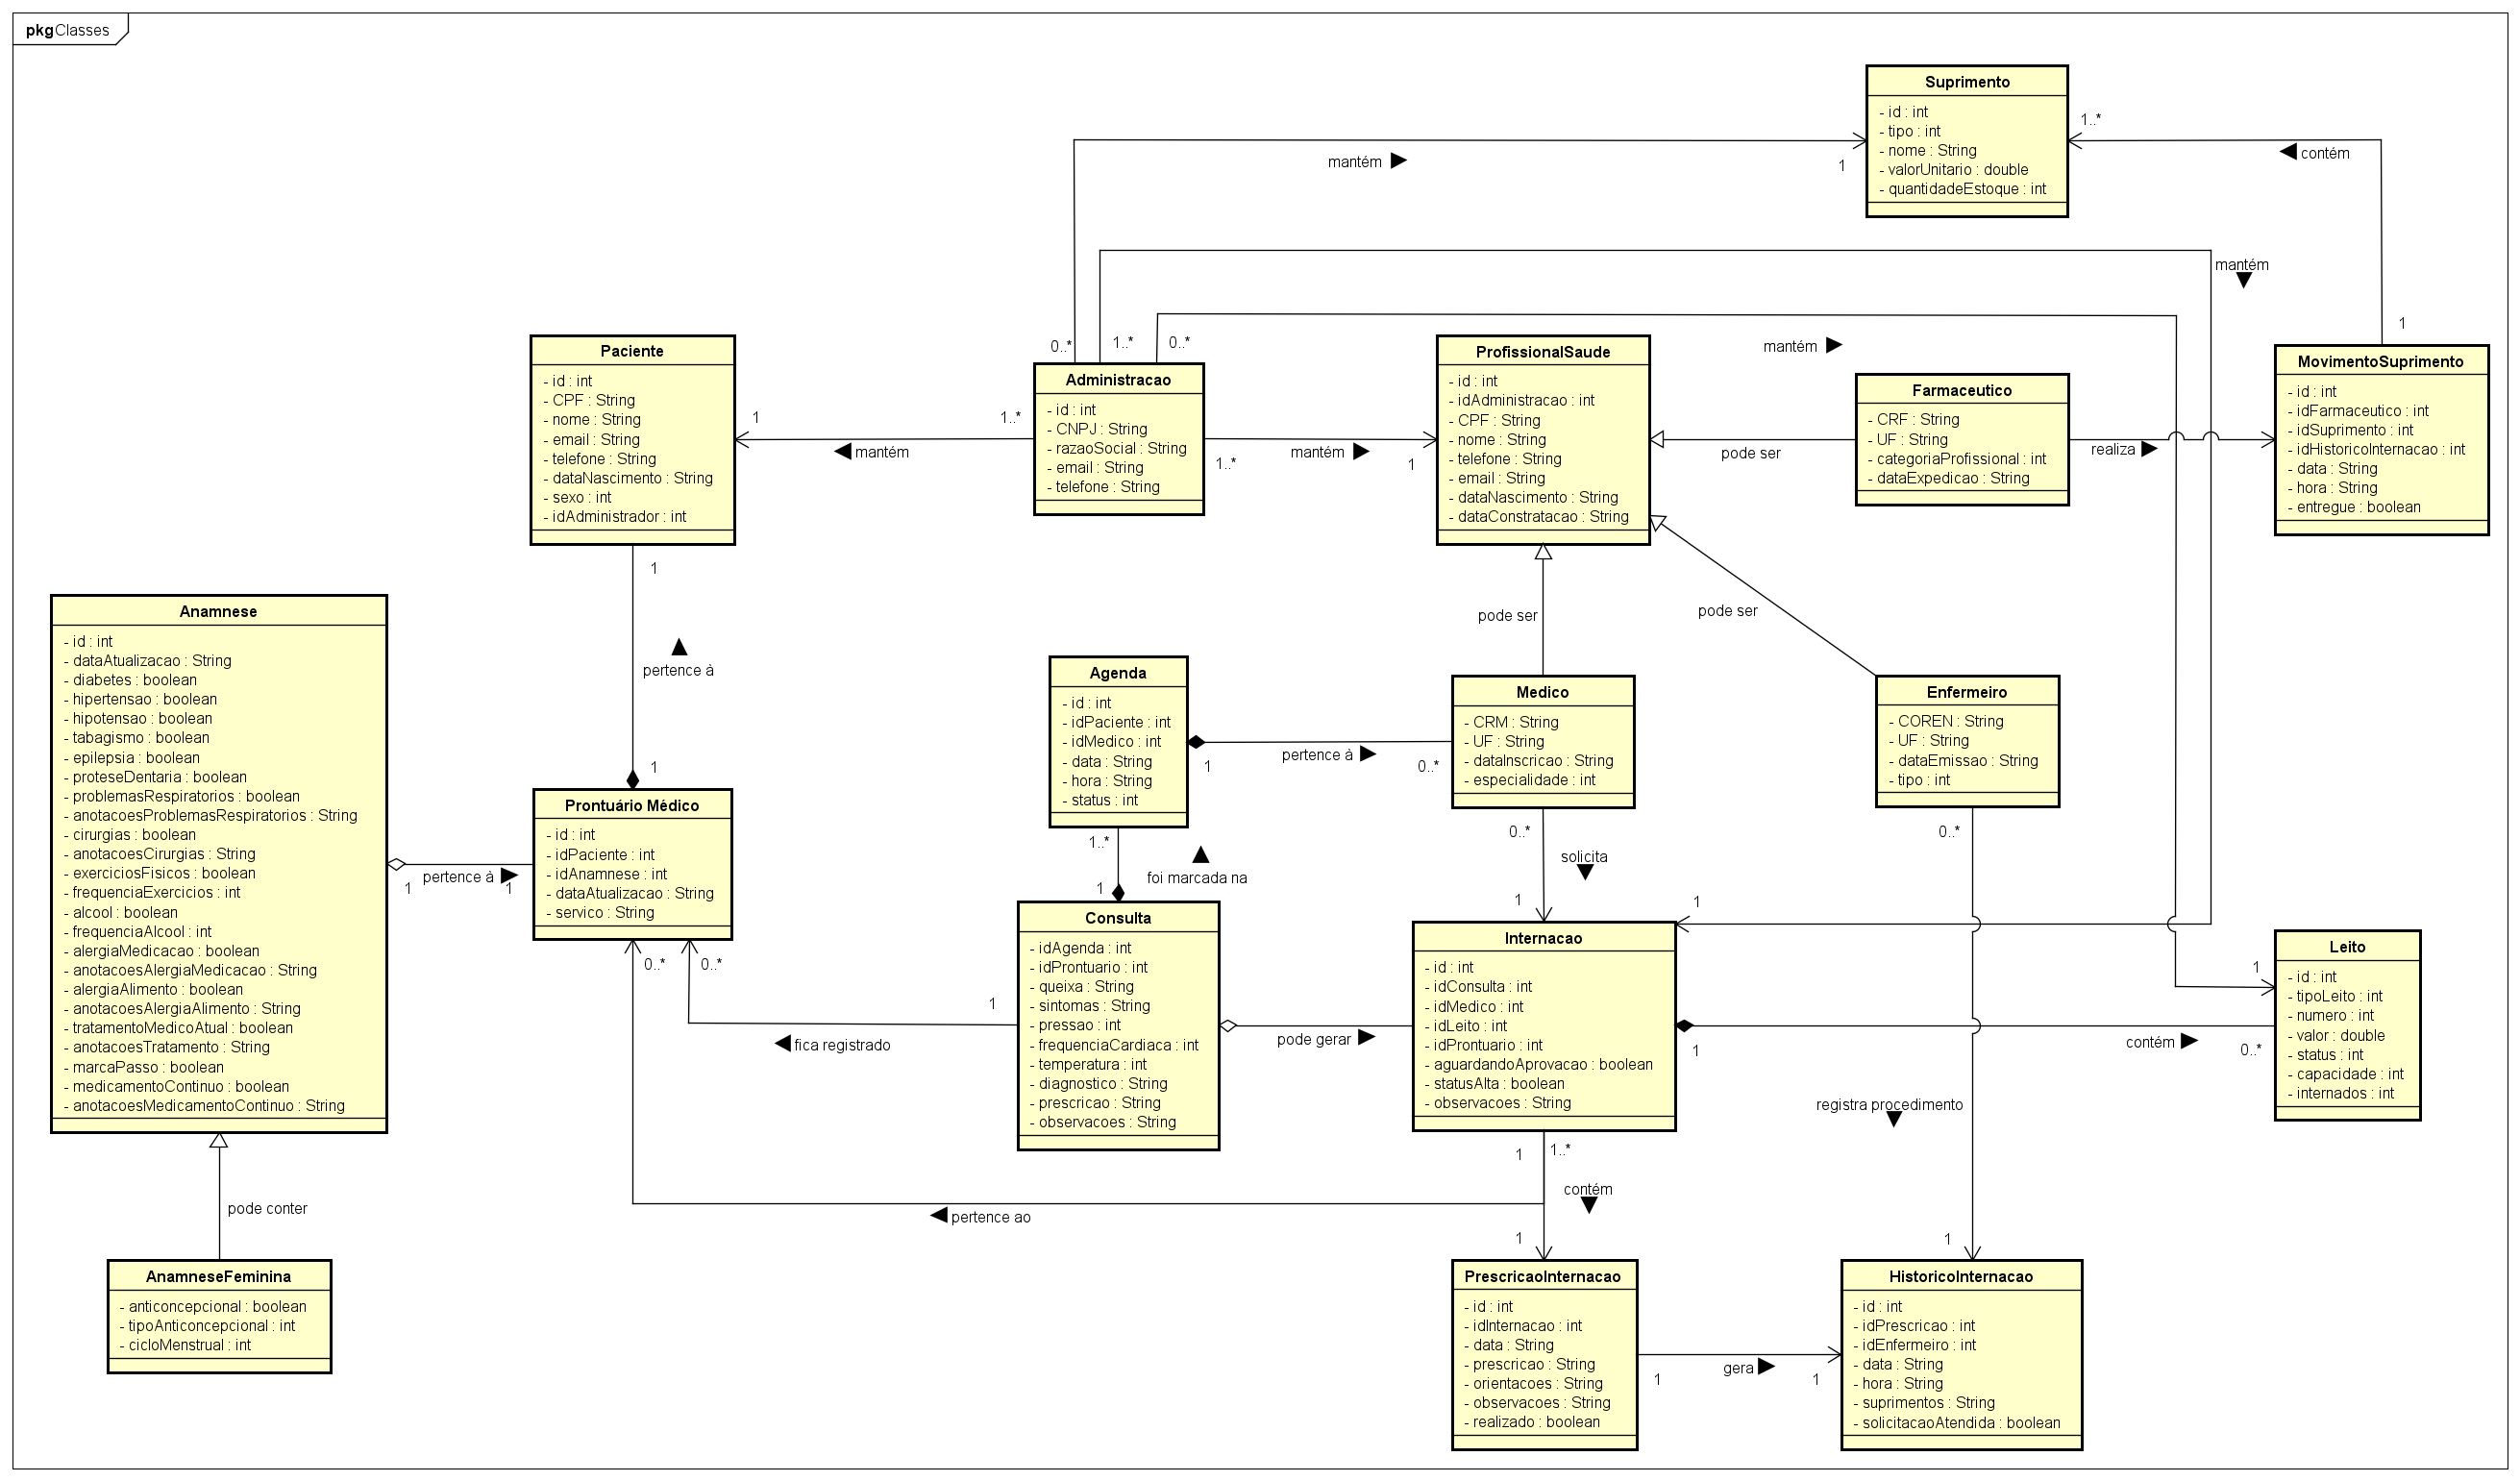 pkg Classes
Suprimento
- id : int
- tipo : int
- nome : String
- valorUnitario : double
- quantidadeEstoque : int
1..*
contém
mantém
1
mantém
1
0..*
1..*
0..*
Paciente
- id : int
- CPF : String
- nome : String
- email : String
- telefone : String
- dataNascimento : String
- sexo : int
- idAdministrador : int
1
1..*
mantém
Administracao
- id : int
- CNPJ : String
- razaoSocial : String
- email : String
- telefone : String
1..*
mantém
1
ProfissionalSaude
- id : int
- idAdministracao : int
- CPF : String
- nome : String
- telefone : String
- email : String
- dataNascimento : String
- dataConstratacao : String
mantém
pode ser
Farmaceutico
- CRF : String
- UF : String
- categoriaProfissional : int
- dataExpedicao : String
realiza
MovimentoSuprimento
- id : int
- idFarmaceutico : int
- idSuprimento : int
- idHistoricoInternacao : int
- data : String
- hora : String
- entregue : boolean
1
pertence à
1
pode ser
pode ser
Anamnese
- id : int
- dataAtualizacao : String
- diabetes : boolean
- hipertensao : boolean
- hipotensao : boolean
- tabagismo : boolean
- epilepsia : boolean
- proteseDentaria : boolean
- problemasRespiratorios : boolean
- anotacoesProblemasRespiratorios : String
- cirurgias : boolean
- anotacoesCirurgias : String
- exerciciosFisicos : boolean
- frequenciaExercicios : int
- alcool : boolean
- frequenciaAlcool : int
- alergiaMedicacao : boolean
- anotacoesAlergiaMedicacao : String
- alergiaAlimento : boolean
- anotacoesAlergiaAlimento : String
- tratamentoMedicoAtual : boolean
- anotacoesTratamento : String
- marcaPasso : boolean
- medicamentoContinuo : boolean
- anotacoesMedicamentoContinuo : String
1
pertence à
1
Prontuário Médico
- id : int
- idPaciente : int
- idAnamnese : int
- dataAtualizacao : String
- servico : String
0..*
0..*
Agenda
- id : int
- idPaciente : int
- idMedico : int
- data : String
- hora : String
- status : int
1
pertence à
0..*
Medico
- CRM : String
- UF : String
- dataInscricao : String
- especialidade : int
Enfermeiro
- COREN : String
- UF : String
- dataEmissao : String
- tipo : int
1..*
foi marcada na
1
0..*
solicita
1
0..*
1
Consulta
- idAgenda : int
- idProntuario : int
- queixa : String
- sintomas : String
- pressao : int
- frequenciaCardiaca : int
- temperatura : int
- diagnostico : String
- prescricao : String
- observacoes : String
1
fica registrado
pode gerar
Internacao
- id : int
- idConsulta : int
- idMedico : int
- idLeito : int
- idProntuario : int
- aguardandoAprovacao : boolean
- statusAlta : boolean
- observacoes : String
1
contém
0..*
1
Leito
- id : int
- tipoLeito : int
- numero : int
- valor : double
- status : int
- capacidade : int
- internados : int
registra procedimento
1
1..*
contém
pertence ao
1
1
pode conter
AnamneseFeminina
- anticoncepcional : boolean
- tipoAnticoncepcional : int
- cicloMenstrual : int
PrescricaoInternacao
- id : int
- idInternacao : int
- data : String
- prescricao : String
- orientacoes : String
- observacoes : String
- realizado : boolean
1
gera
1
HistoricoInternacao
- id : int
- idPrescricao : int
- idEnfermeiro : int
- data : String
- hora : String
- suprimentos : String
- solicitacaoAtendida : boolean